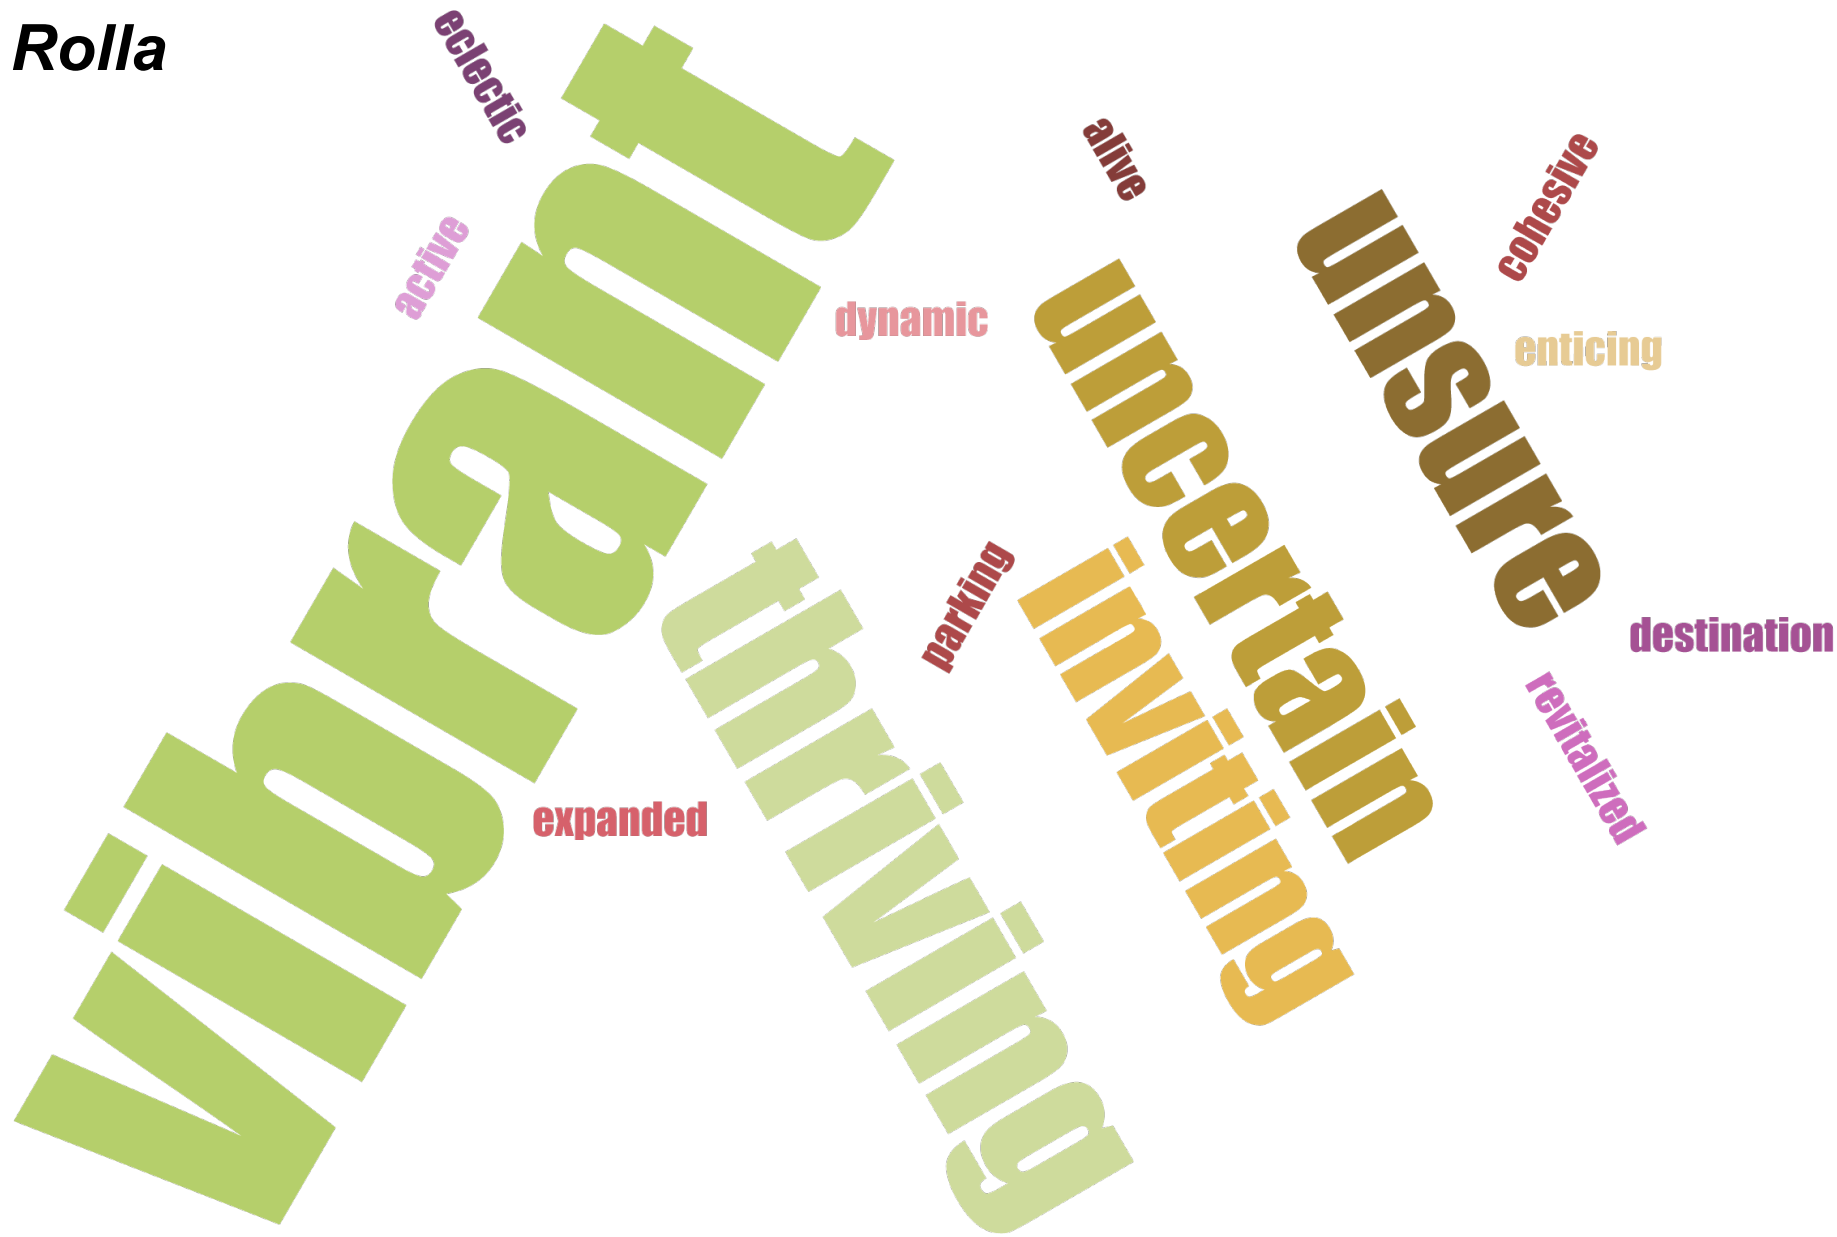 Rolla
eclectic
vibrant
active
alive
cohesive
unsure
dynamic
uncertain
enticing
thriving
parking
inviting
destination
revitalized
expanded